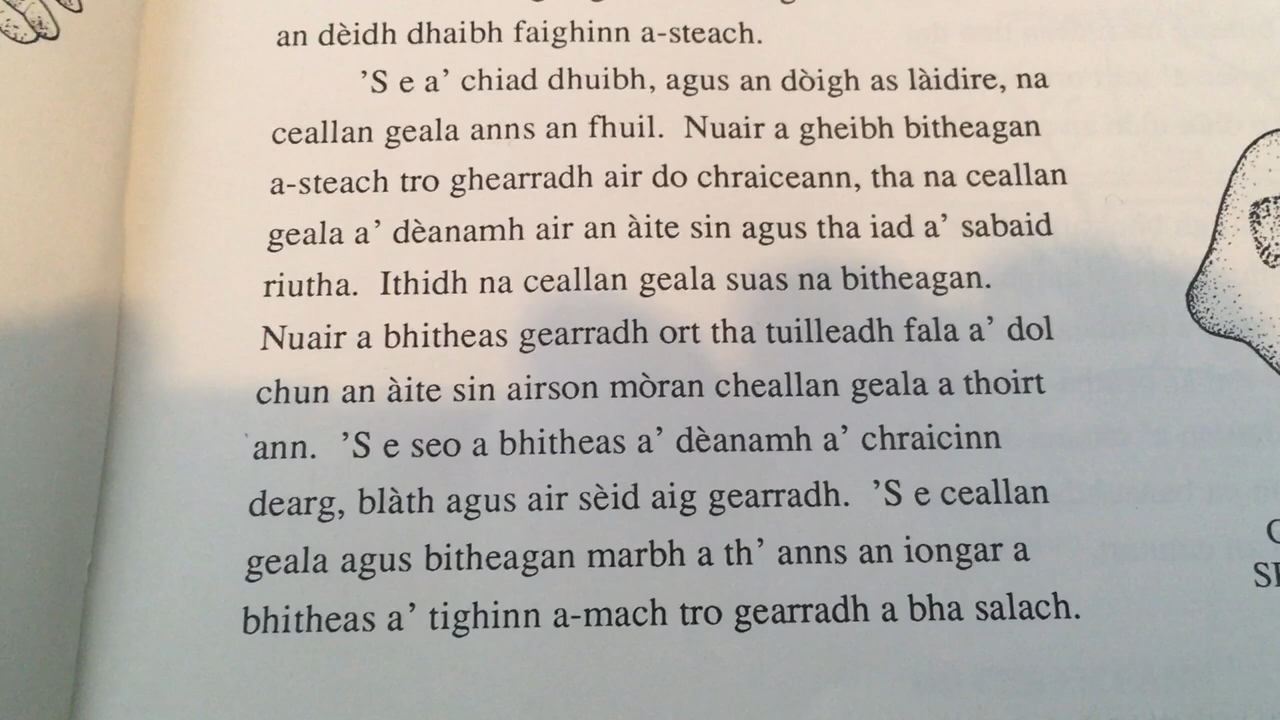 an dèidh dhaibh faighinn a-steach.
’S e a’ chiad dhuibh, agus an dòigh as làidire, na
ceallan geala anns an fhuil. Nuair a gheibh bitheagan
a-steach tro ghearradh air do chraiceann, tha na ceallan
geala a’ dèanamh air an àite sin agus tha iad a’ sabaid
riutha. Ithidh na ceallan geala suas na bitheagan.
Nuair a bhitheas gearradh ort tha tuilleadh fala a’ dol
chun an àite sin airson mòran cheallan geala a thoirt
ann. ’S e seo a bhitheas a’ dèanamh a’ chraicinn
dearg, blàth agus air sèid aig gearradh. ’S e ceallan
geala agus bitheagan marbh a th’ anns an iongar a
bhitheas a’ tighinn a-mach tro gearradh a bha salach.